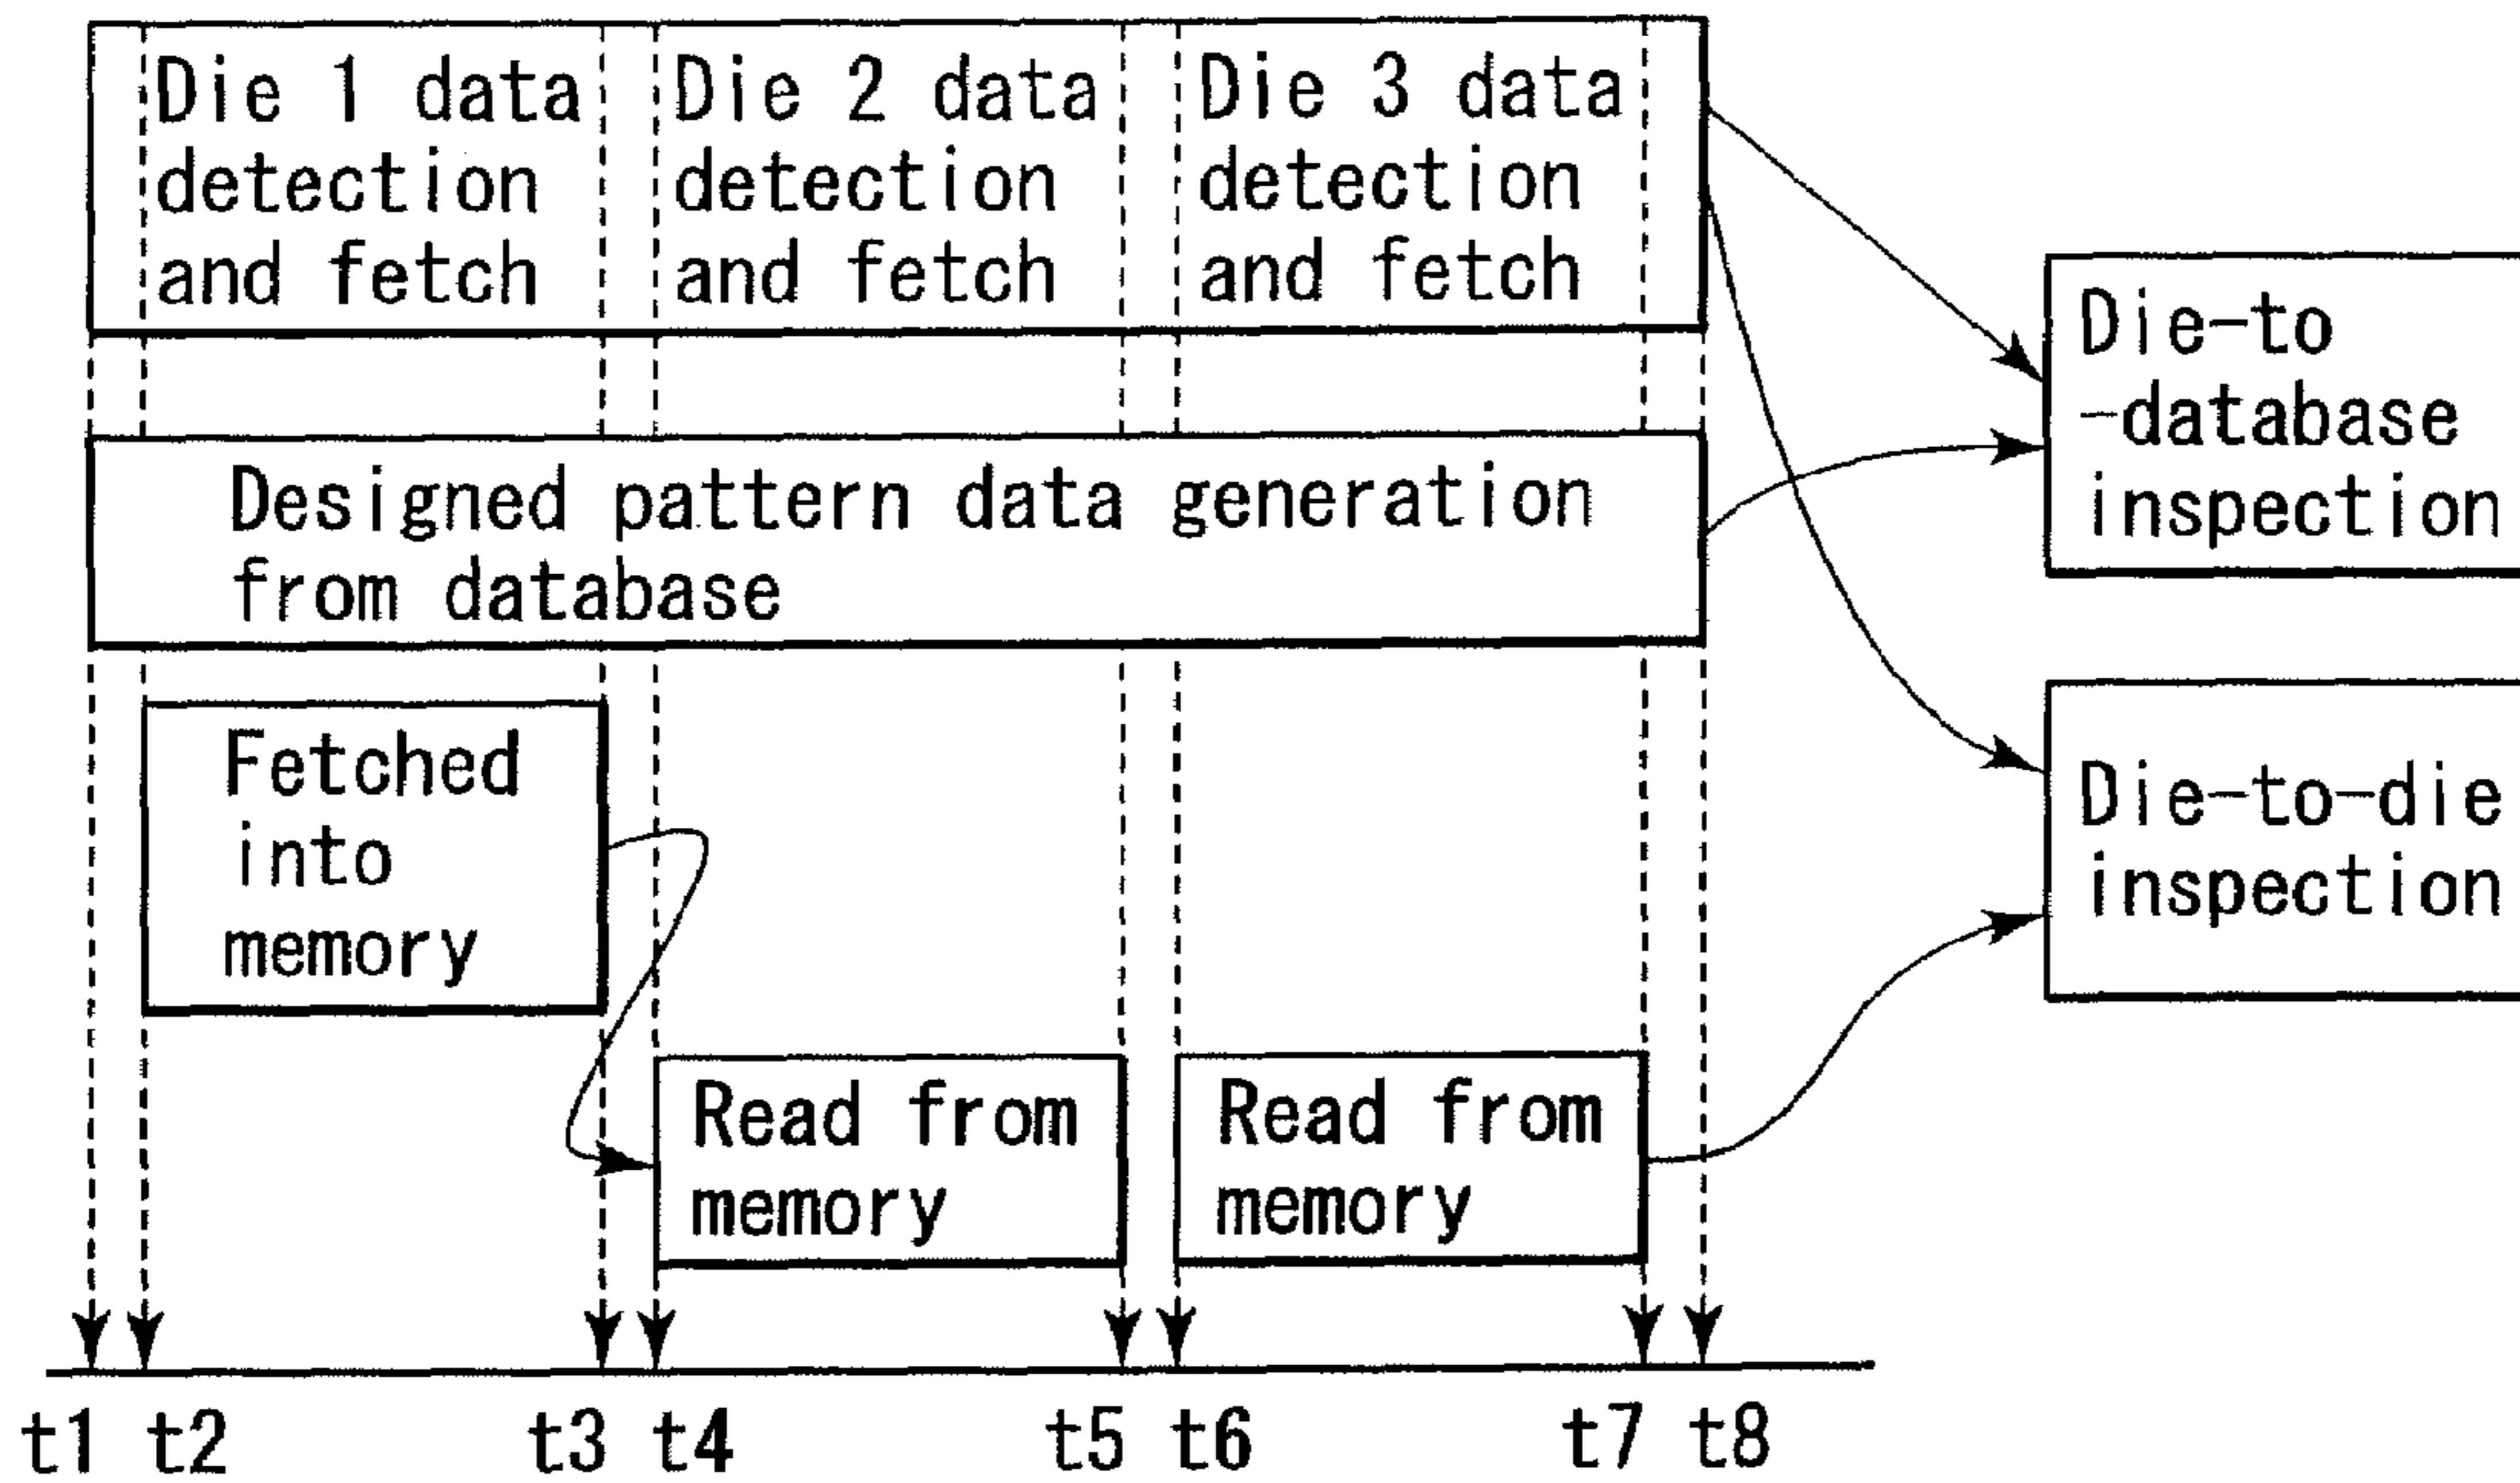 Die 1 data
detection
and fetch
Die 2 data
detection
and fetch
Die 3 data
detection
and fetch
Die-to
-database
inspection
Designed pattern data generation
from database
Fetched
into
memory
Die-to-die
inspection
Read from
memory
Read from
memory
t1 t2 t3 t4 t5 t6 t7 t8